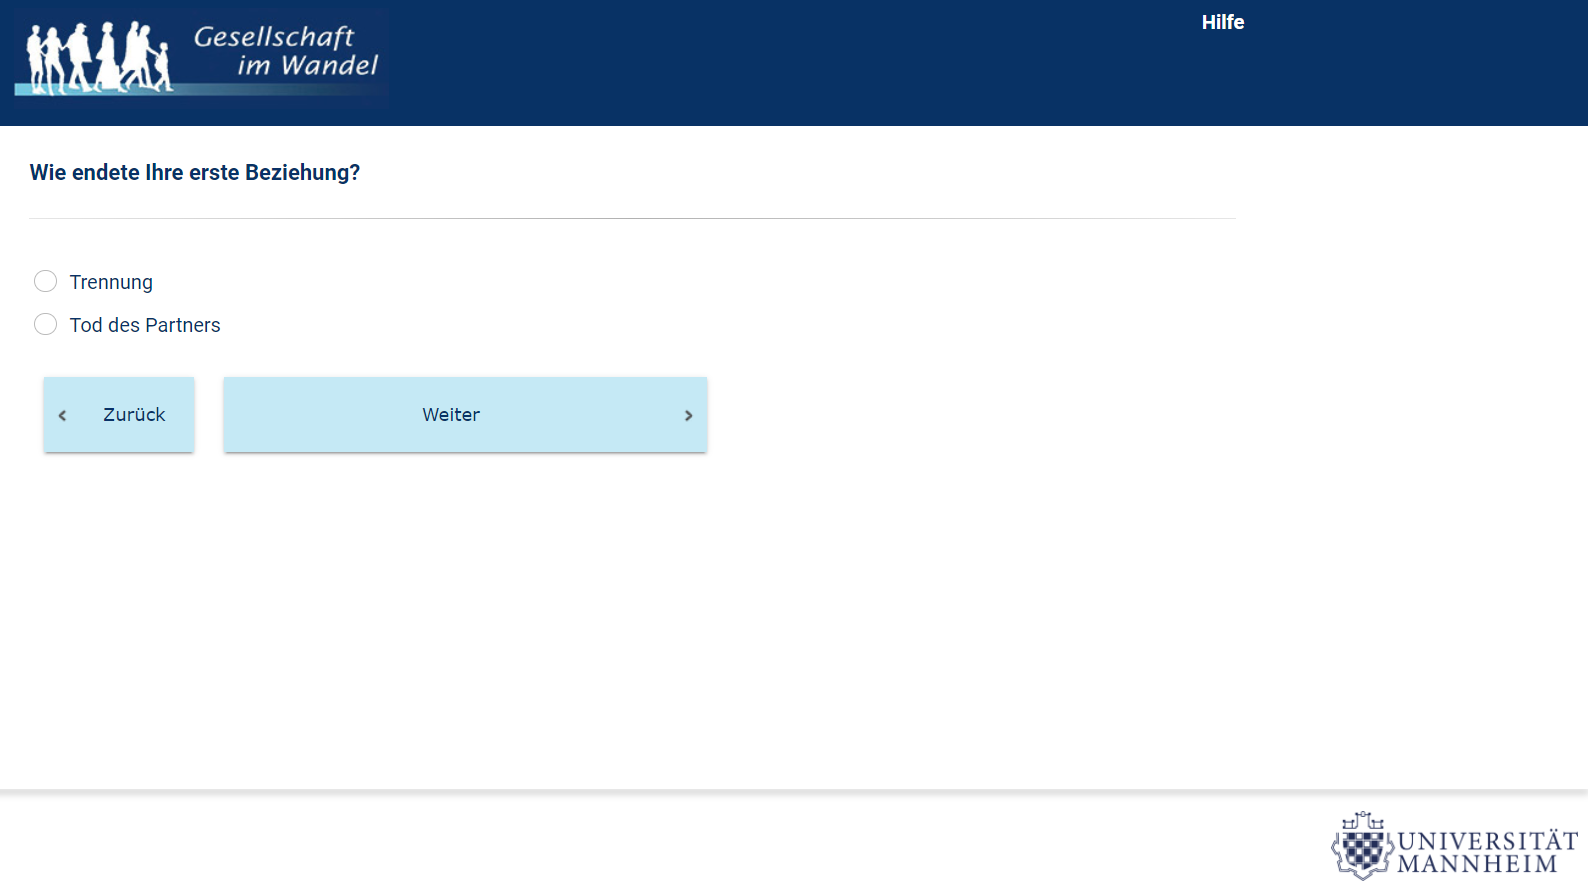 Gesellschaft
im Wandel
Hilfe
Wie endete Ihre erste Beziehung?
Trennung
Tod des Partners
Zurück
Weiter
UNIVERSITÄT
MANNHEIM